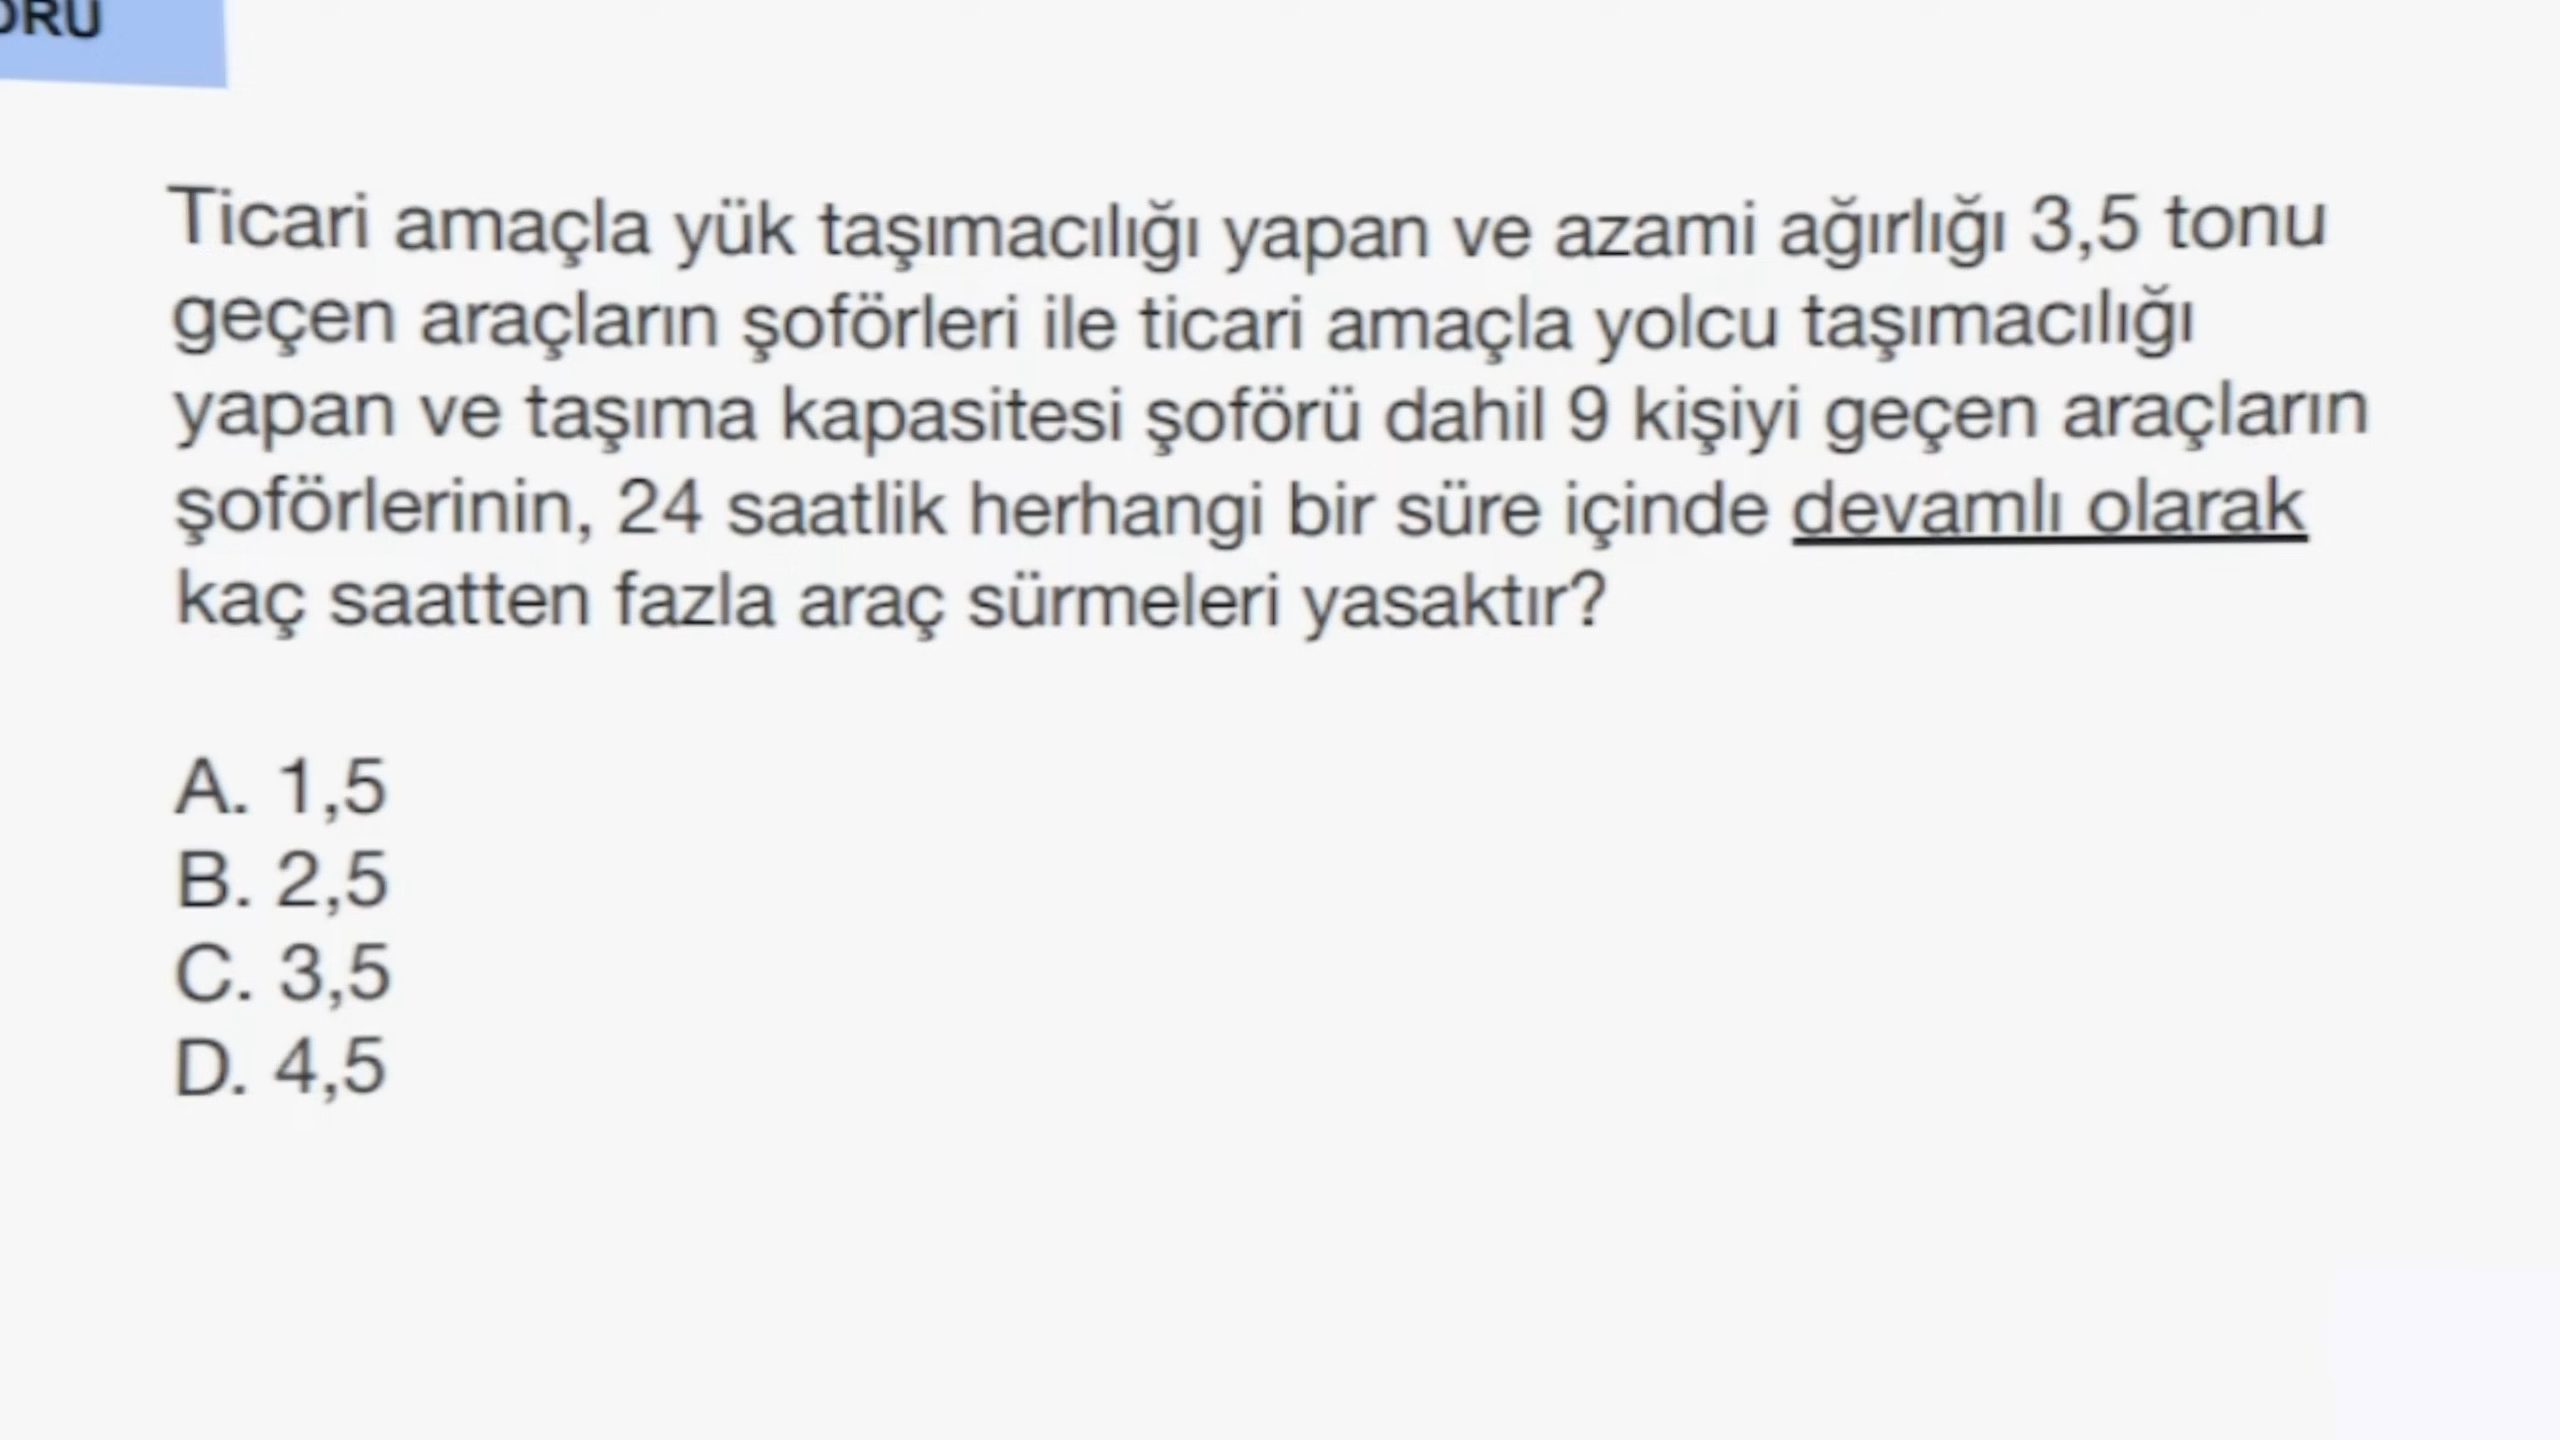 ORU
Ticari amaçla yük taşımacılığı yapan ve azami ağırlığı 3,5 tonu
geçen araçların şoförleri ile ticari amaçla yolcu taşımacılığı
yapan ve taşıma kapasitesi şoförü dahil 9 kişiyi geçen araçların
şoförlerinin, 24 saatlik herhangi bir süre içinde devamlı olarak
kaç saatten fazla araç sürmeleri yasaktır?
A. 1,5
B. 2,5
C. 3,5
D. 4,5